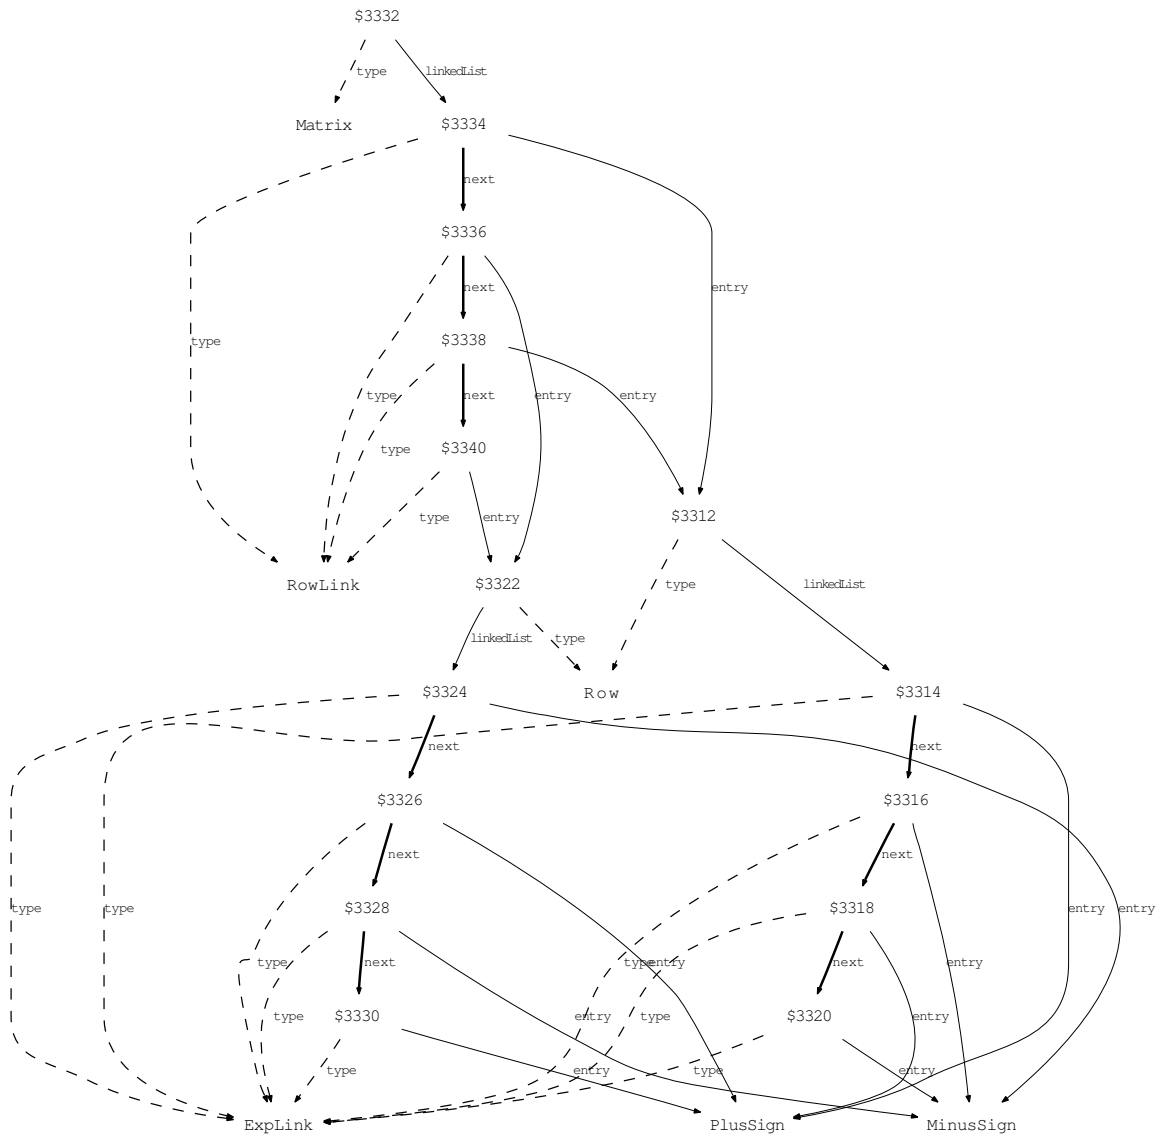 $3332
type linkedList
Matrix $3334
next
$3336
next entry
$3338
type
type next entry entry
$3340
type
type entry $3312
RowLink $3322 type linkedList
linkedList type
$3324 Row $3314
next next
$3326 $3316
next next
$3328 $3318
type type entry entry
type next type entry next entry
$3330 type entry type $3320 entry
type entry type entry
ExpLink PlusSign MinusSign